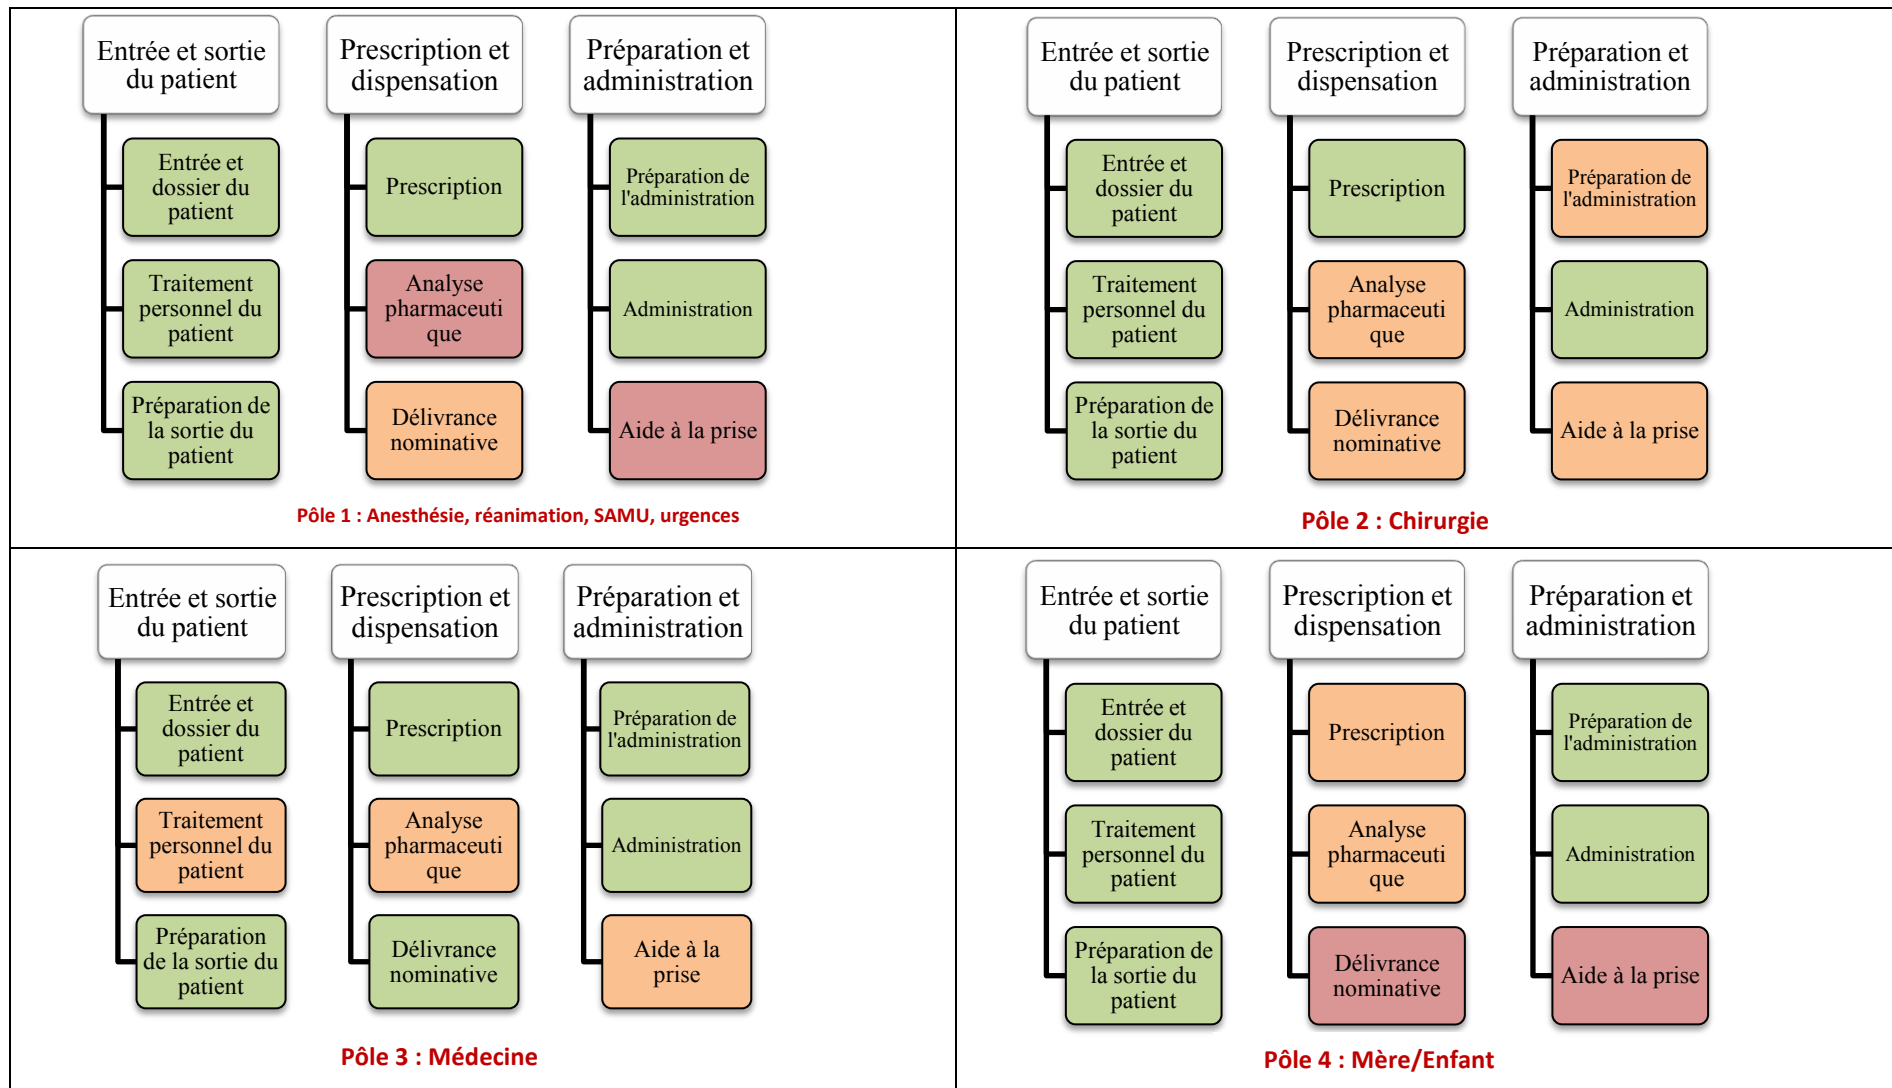 Entrée et sortie
du patient
Entrée et
dossier du
patient
Traitement
personnel du
patient
Préparation de
la sortie du
patient
Prescription et
dispensation
Prescription
Analyse
pharmaceuti
que
Délivrance
nominative
Préparation et
administration
Préparation de
l'administration
Administration
Aide à la prise
Pôle 1 : Anesthésie, réanimation, SAMU, urgences
Entrée et sortie
du patient
Entrée et
dossier du
patient
Traitement
personnel du
patient
Préparation de
la sortie du
patient
Prescription et
dispensation
Prescription
Analyse
pharmaceuti
que
Délivrance
nominative
Préparation et
administration
Préparation de
l'administration
Administration
Aide à la prise
Pôle 2 : Chirurgie
Entrée et sortie
du patient
Entrée et
dossier du
patient
Traitement
personnel du
patient
Préparation
de la sortie du
patient
Prescription et
dispensation
Prescription
Analyse
pharmaceuti
que
Délivrance
nominative
Préparation et
administration
Préparation de
l'administration
Administration
Aide à la
prise
Pôle 3 : Médecine
Entrée et sortie
du patient
Entrée et
dossier du
patient
Traitement
personnel du
patient
Préparation de
la sortie du
patient
Prescription et
dispensation
Prescription
Analyse
pharmaceuti
que
Délivrance
nominative
Préparation et
administration
Préparation de
l'administration
Administration
Aide à la prise
Pôle 4 : Mère/Enfant